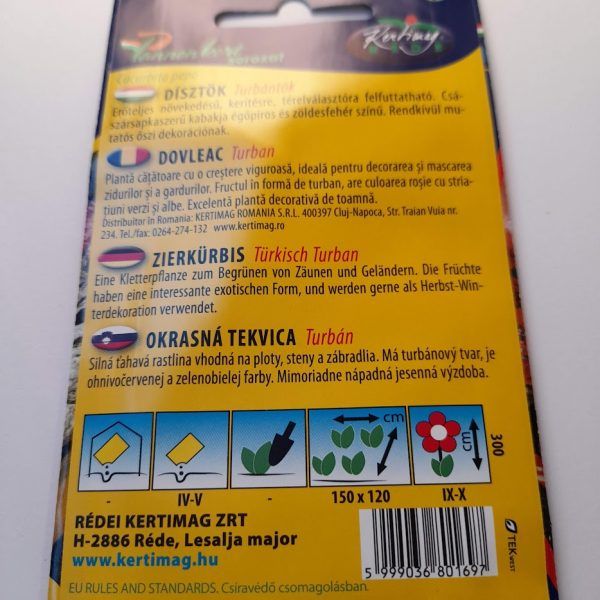 Kertimag
Cucurbita pepo
DÍSZTÖK Turbántök
Erőteljes növekedésű, kerítésre, térelválasztóra felfuttatható. Csá-
szársapkaszerű kabakja égőpiros és zöldesfehér színű. Rendkívül mu-
tatós őszi dekorációnak.
DOVLEAC Turban
Plantă cățătoare cu o creștere viguroasă, ideală pentru decorarea și mascarea
zidurilor și a gardurilor. Fructul în formă de turban, are culoarea roșie cu stria-
țiuni verzi și albe. Excelentă plantă decorativă de toamnă.
Distribuitor în Romania: KERTIMAG ROMANIA S.R.L. 400397 Cluj-Napoca, Str. Traian Vuia nr.
234. Tel./fax: 0264-274-132 www.kertimag.ro
ZIERKÜRBIS Türkisch Turban
Eine Kletterpflanze zum Begrünen von Zäunen und Geländern. Die Früchte
haben eine interessante exotischen Form, und werden gerne als Herbst-Win-
terdekoration verwendet.
OKRASNÁ TEKVICA Turbán
Silná ťahavá rastlina vhodná na ploty, steny a zábradlia. Má turbánový tvar, je
ohnivočervenej a zelenobielej farby. Mimoriadne nápadná jesenná výzdoba.
cm
cm
300
- IV-V - 150 x 120 IX-X
RÉDEI KERTIMAG ZRT
H-2886 Réde, Lesalja major
www.kertimag.hu
5 999036 801697
TEK WEST
EU RULES AND STANDARDS. Csíravédő csomagolásban.